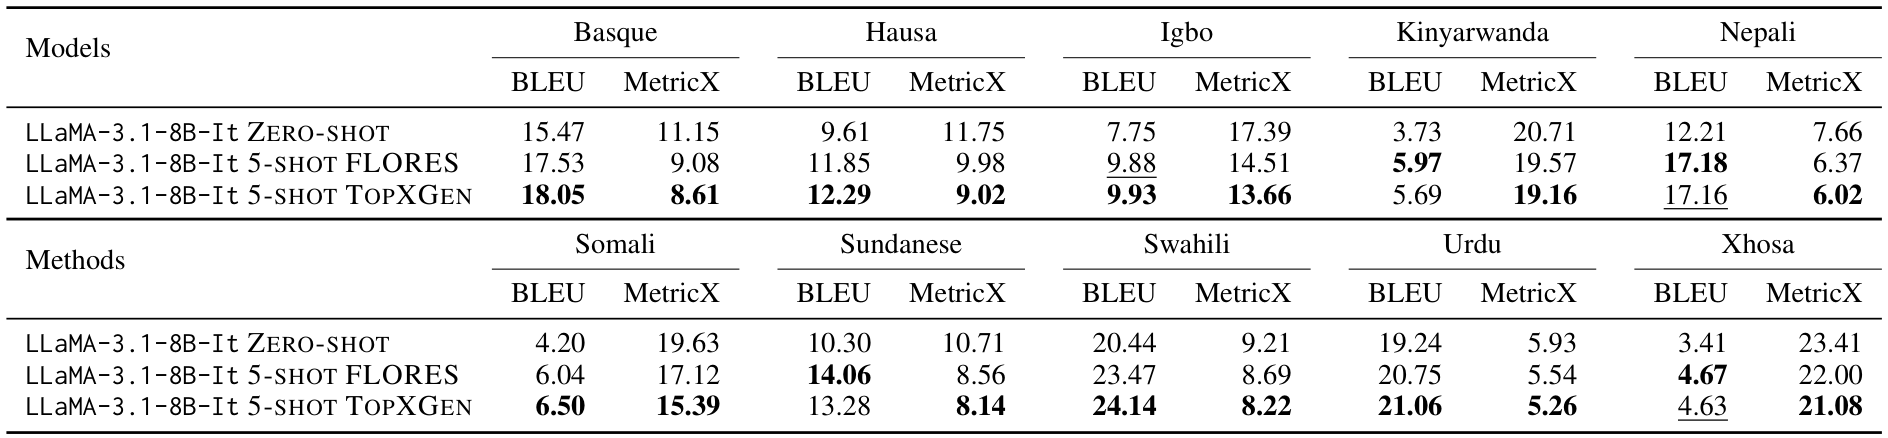 Models Basque Hausa Igbo Kinyarwanda Nepali
BLEU MetricX BLEU MetricX BLEU MetricX BLEU MetricX BLEU MetricX
LLaMA-3.1-8B-It ZERO-SHOT 15.47 11.15 9.61 11.75 7.75 17.39 3.73 20.71 12.21 7.66
LLaMA-3.1-8B-It 5-SHOT FLORES 17.53 9.08 11.85 9.98 9.88 14.51 5.97 19.57 17.18 6.37
LLaMA-3.1-8B-It 5-SHOT TOPXGEN 18.05 8.61 12.29 9.02 9.93 13.66 5.69 19.16 17.16 6.02
Methods Somali Sundanese Swahili Urdu Xhosa
BLEU MetricX BLEU MetricX BLEU MetricX BLEU MetricX BLEU MetricX
LLaMA-3.1-8B-It ZERO-SHOT 4.20 19.63 10.30 10.71 20.44 9.21 19.24 5.93 3.41 23.41
LLaMA-3.1-8B-It 5-SHOT FLORES 6.04 17.12 14.06 8.56 23.47 8.69 20.75 5.54 4.67 22.00
LLaMA-3.1-8B-It 5-SHOT TOPXGEN 6.50 15.39 13.28 8.14 24.14 8.22 21.06 5.26 4.63 21.08